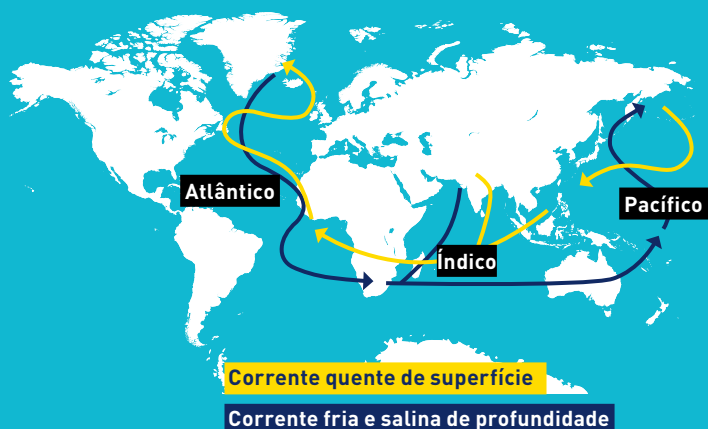 Atlântico
Pacífico
Índico
Corrente quente de superfície
Corrente fria e salina de profundidade